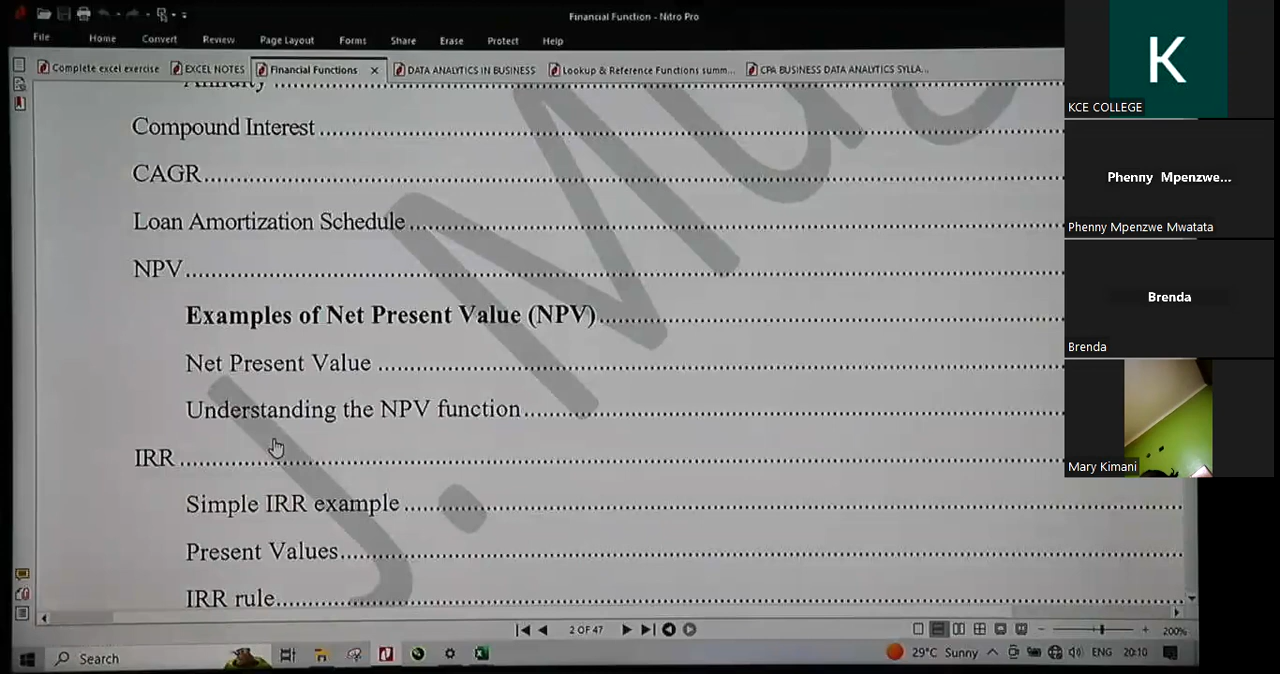 Financial Function - Nitro Pro
File Home Convert Review Page Layout Forms Share Erase Protect Help
Complete excel exercise EXCEL NOTES Financial Functions DATA ANALYTICS IN BUSINESS Lookup & Reference Functions summ... CPA BUSINESS DATA ANALYTICS SYLLA...
Annuity
Compound Interest
CAGR
Loan Amortization Schedule
NPV
Examples of Net Present Value (NPV)
Net Present Value
Understanding the NPV function
IRR
Simple IRR example
Present Values
IRR rule
2 OF 47
200%
Search
29°C Sunny
ENG
20:10
K
KCE COLLEGE
Phenny Mpenzwe...
Phenny Mpenzwe Mwatata
Brenda
Brenda
Mary Kimani